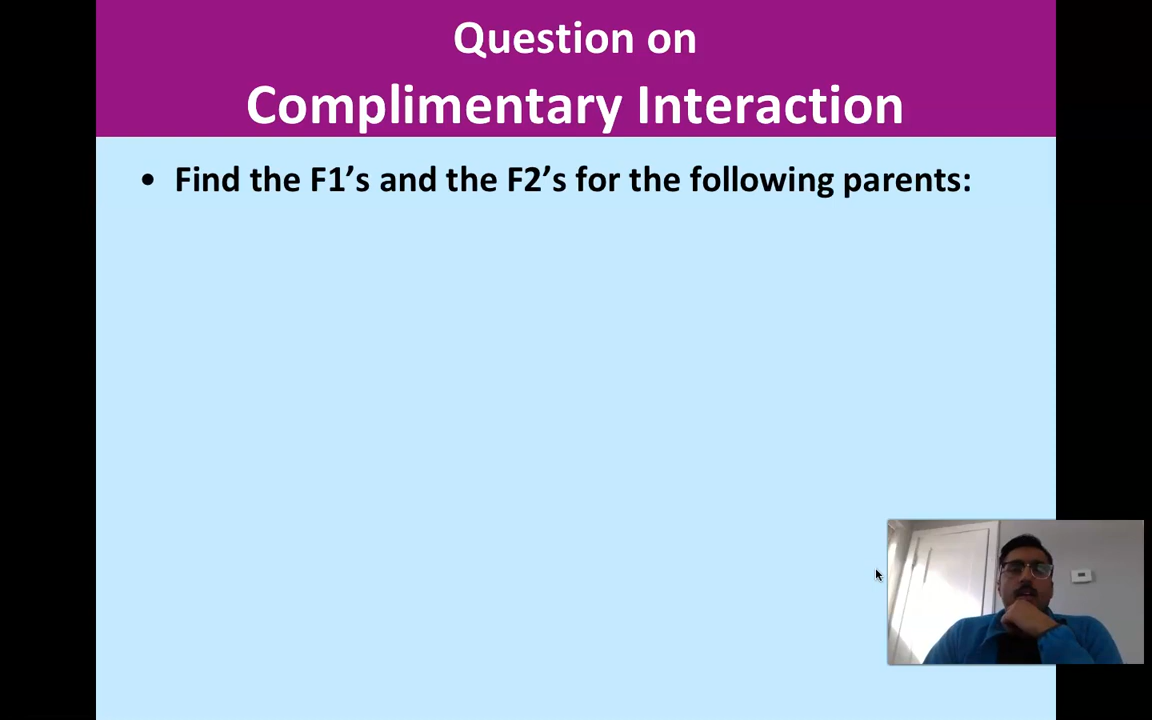 Question on
Complimentary Interaction
• Find the F1’s and the F2’s for the following parents: